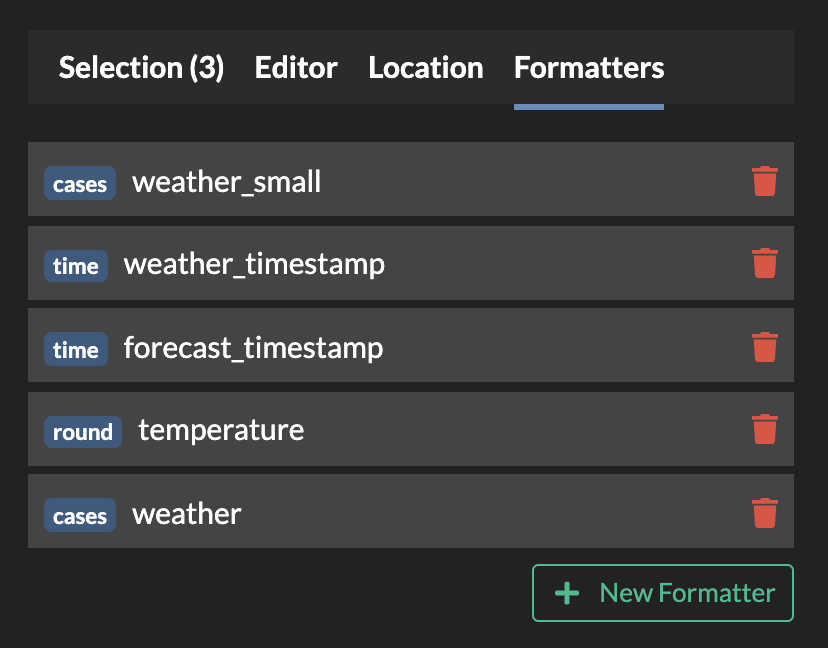 Selection (3) Editor Location Formatters
cases weather_small
time weather_timestamp
time forecast_timestamp
round temperature
cases weather
+ New Formatter